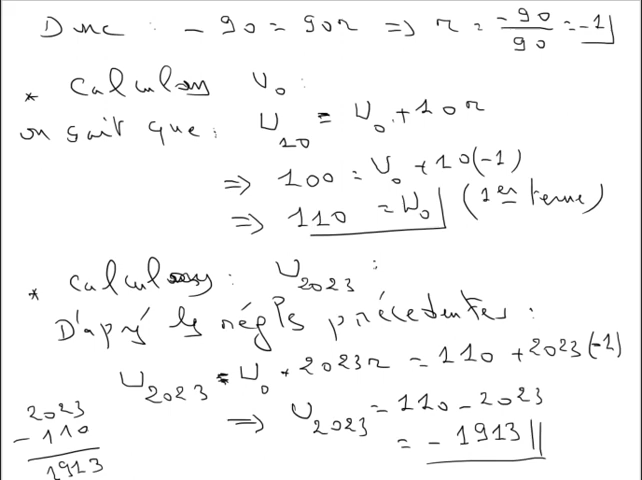 Donc : - 90 = 90r => r = -90/90 = -1
* Calculons U₀ :
on sait que : U₁₀ = U₀ + 10r
=> 100 = U₀ + 10(-1)
=> 110 = U₀ (1er terme)
* Calculons : U₂₀₂₃ :
D'apré les régles précédentes :
U₂₀₂₃ = U₀ + 2023r = 110 + 2023(-1)
=> U₂₀₂₃ = 110 - 2023
= - 1913
2023
- 110
1913